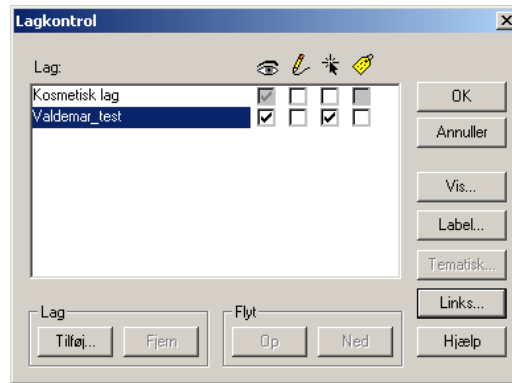 Lagkontrol
Lag:
Kosmetisk lag
Valdemar_test
OK
Annuller
Vis...
Label...
Tematisk...
Links...
Hjælp
Lag
Tilføj...
Fjern
Flyt
Op
Ned